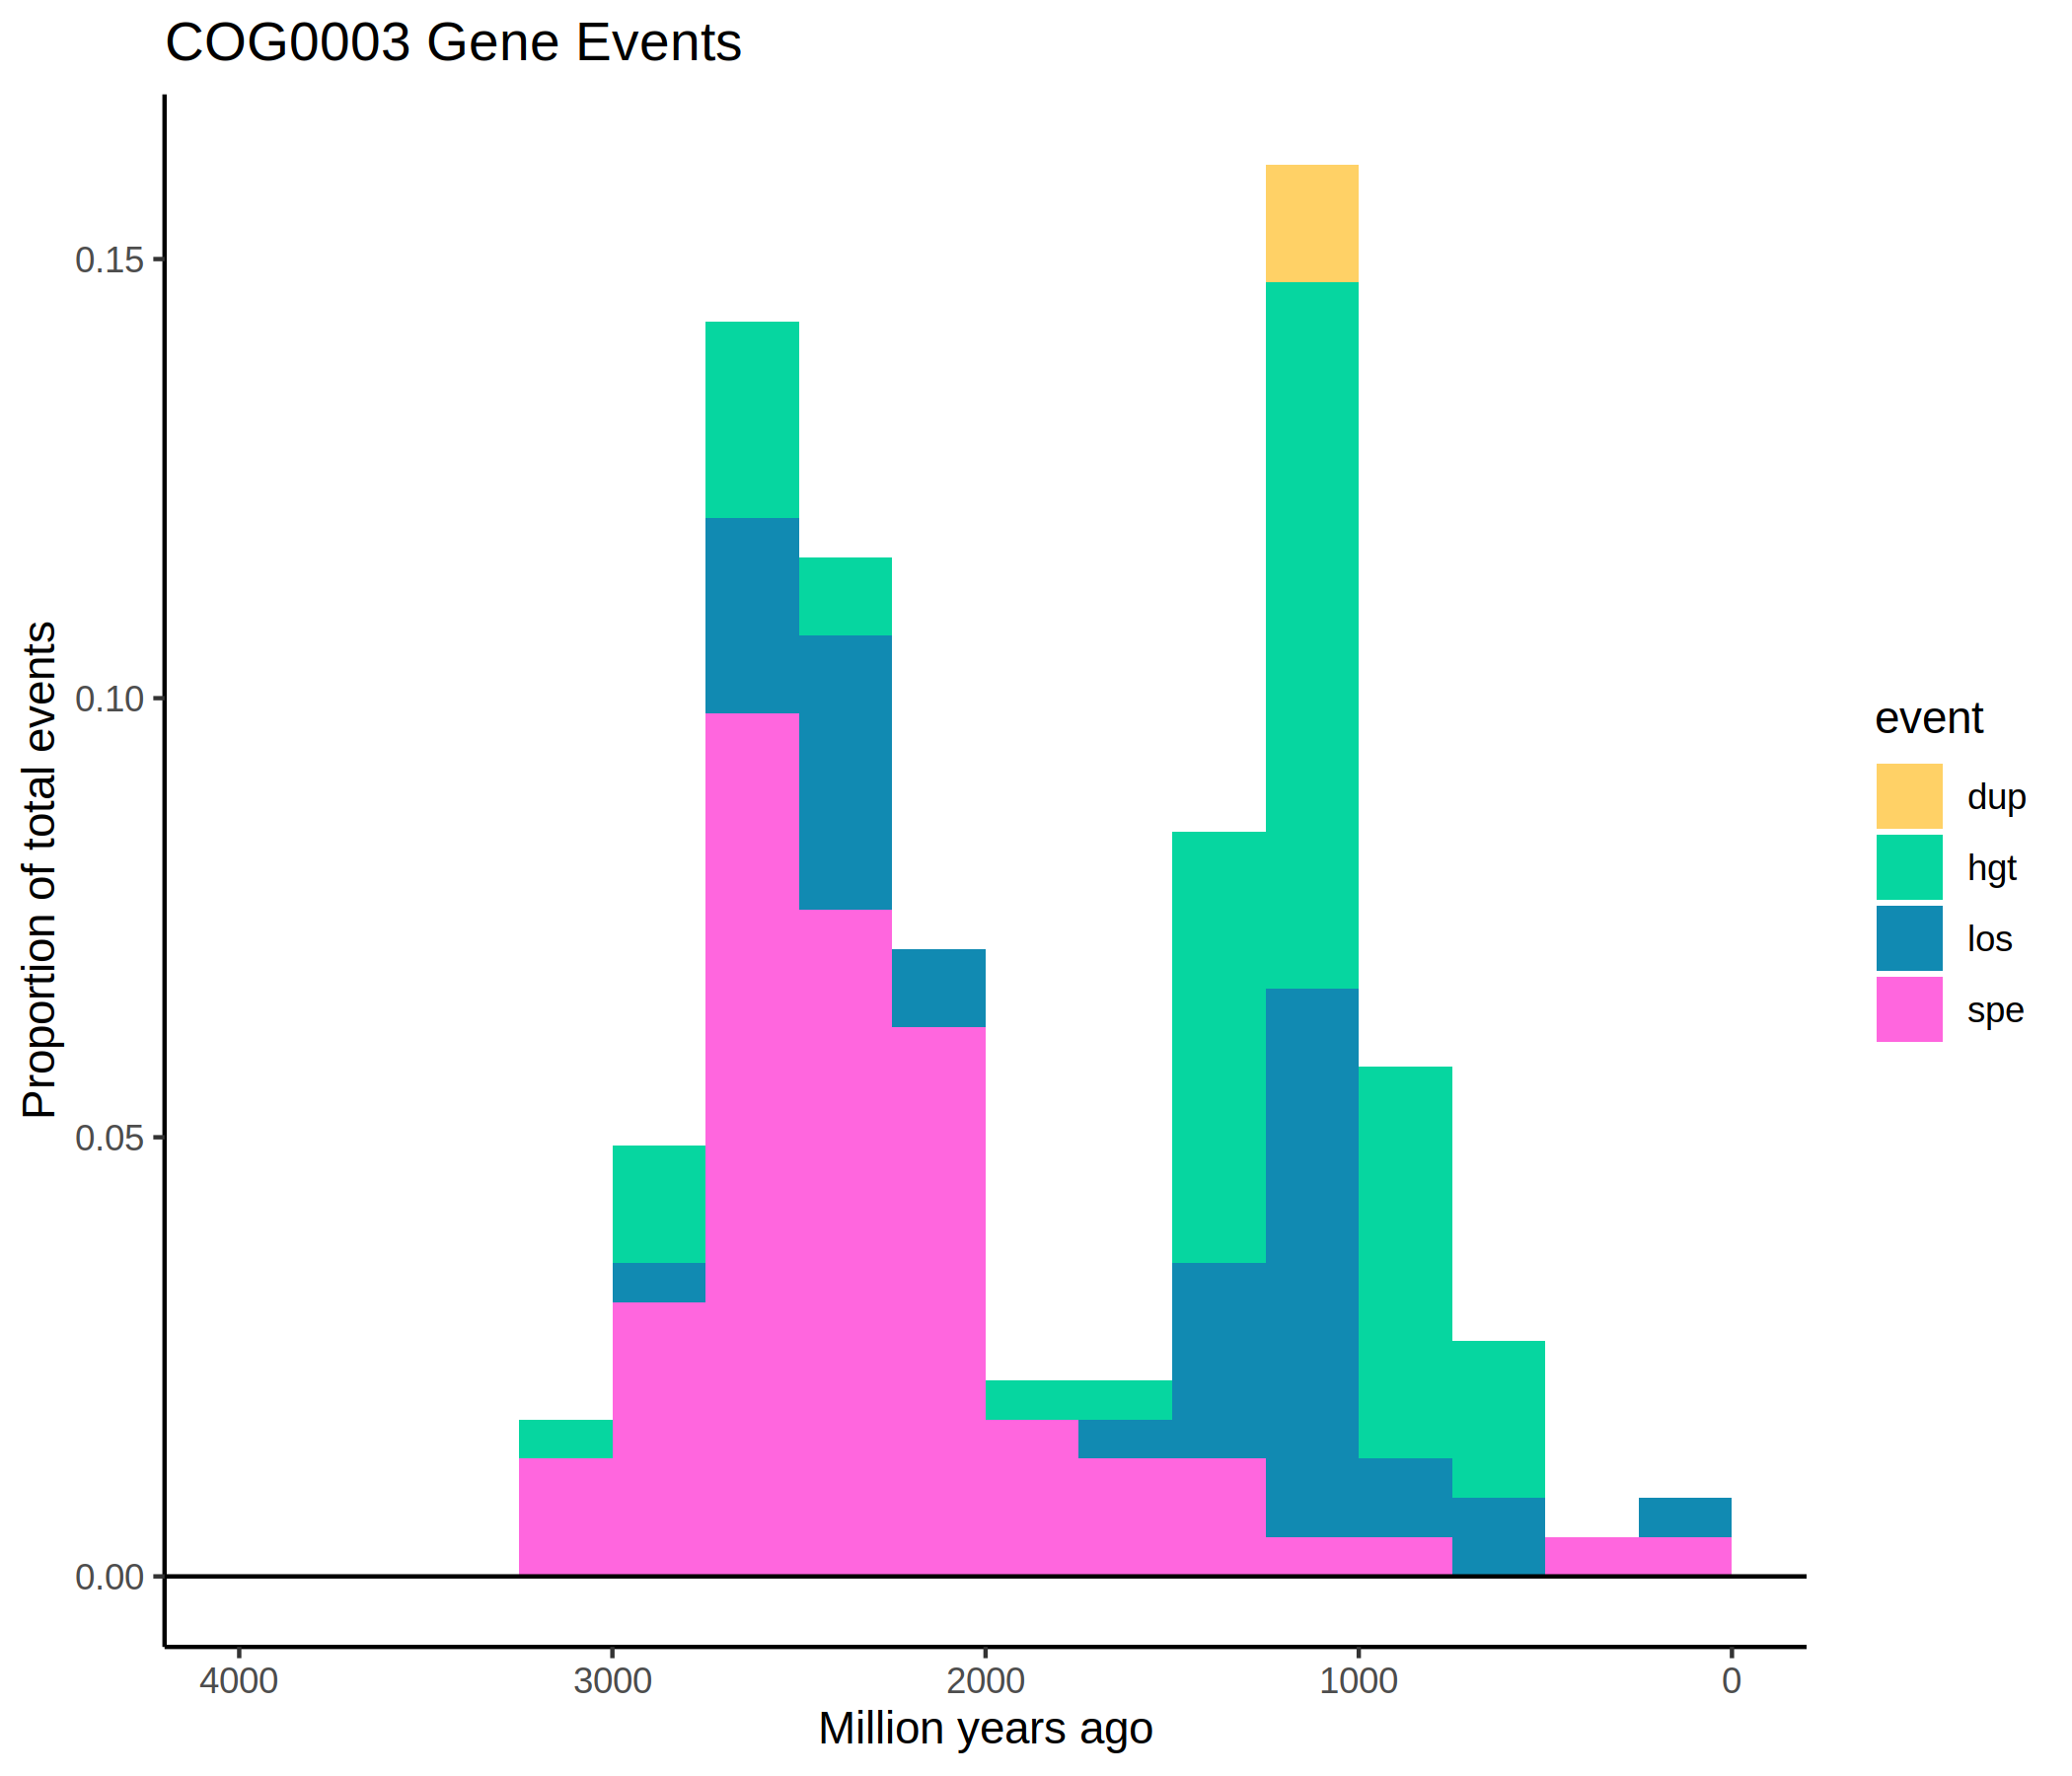 COG0003 Gene Events
Proportion of total events
0.15
0.10
0.05
0.00
4000 3000 2000 1000 0
Million years ago
event
dup
hgt
los
spe